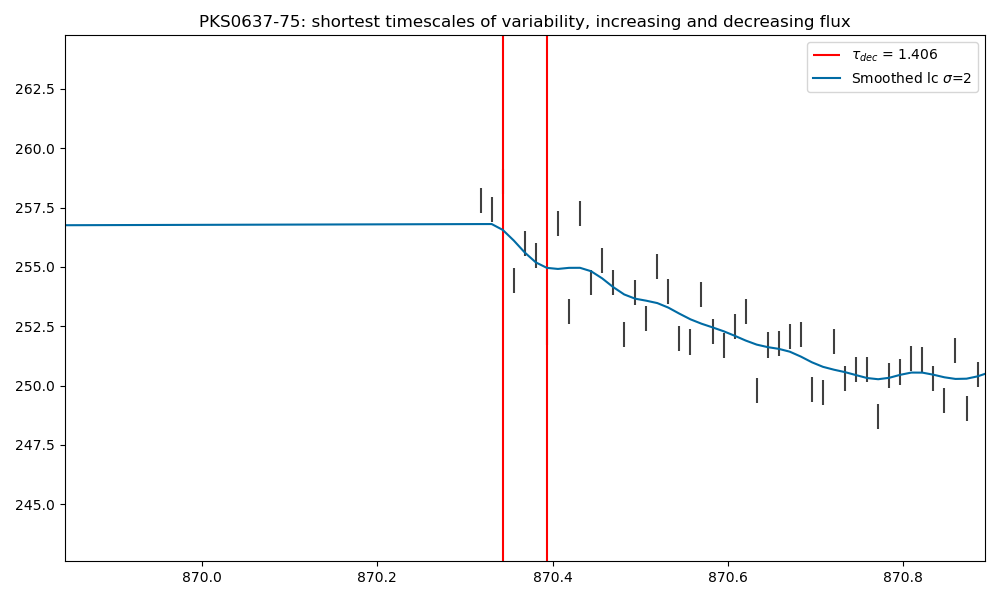 PKS0637-75: shortest timescales of variability, increasing and decreasing flux
τdec = 1.406
Smoothed lc σ=2
262.5
260.0
257.5
255.0
252.5
250.0
247.5
245.0
870.0 870.2 870.4 870.6 870.8